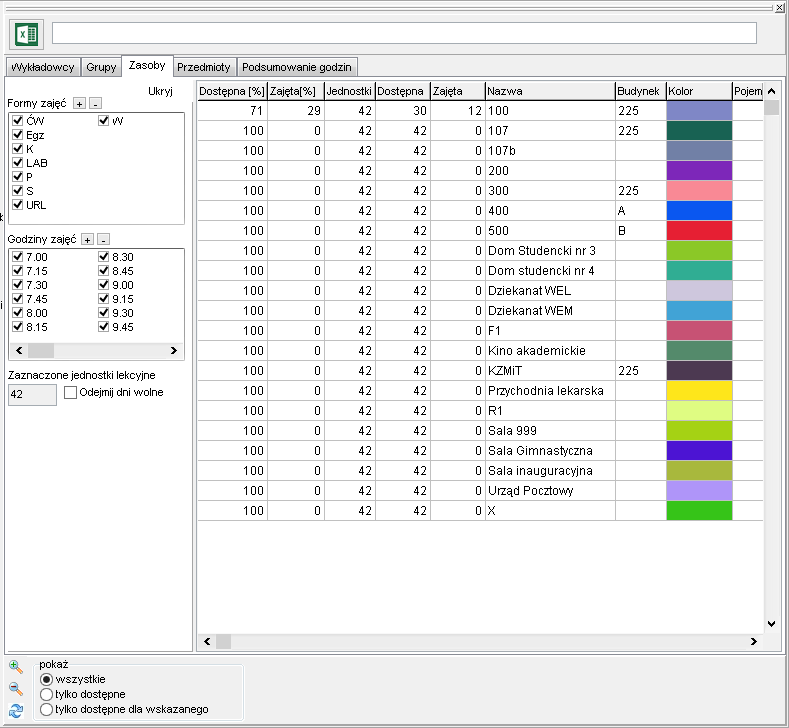 Wykładowcy Grupy Zasoby Przedmioty Podsumowanie godzin
Ukryj
Formy zajęć + -
ĆW W
Egz
K
LAB
P
S
URL
Godziny zajęć + -
7.00 8.30
7.15 8.45
7.30 9.00
7.45 9.15
8.00 9.30
8.15 9.45
Zaznaczone jednostki lekcyjne
42 Odejmij dni wolne
Dostępna [%] Zajęta[%] Jednostki Dostępna Zajęta Nazwa Budynek Kolor Pojem
71 29 42 30 12 100 225
100 0 42 42 0 107 225
100 0 42 42 0 107b
100 0 42 42 0 200
100 0 42 42 0 300 225
100 0 42 42 0 400 A
100 0 42 42 0 500 B
100 0 42 42 0 Dom Studencki nr 3
100 0 42 42 0 Dom studencki nr 4
100 0 42 42 0 Dziekanat WEL
100 0 42 42 0 Dziekanat WEM
100 0 42 42 0 F1
100 0 42 42 0 Kino akademickie
100 0 42 42 0 KZMiT 225
100 0 42 42 0 Przychodnia lekarska
100 0 42 42 0 R1
100 0 42 42 0 Sala 999
100 0 42 42 0 Sala Gimnastyczna
100 0 42 42 0 Sala inauguracyjna
100 0 42 42 0 Urząd Pocztowy
100 0 42 42 0 X
pokaż
wszystkie
tylko dostępne
tylko dostępne dla wskazanego